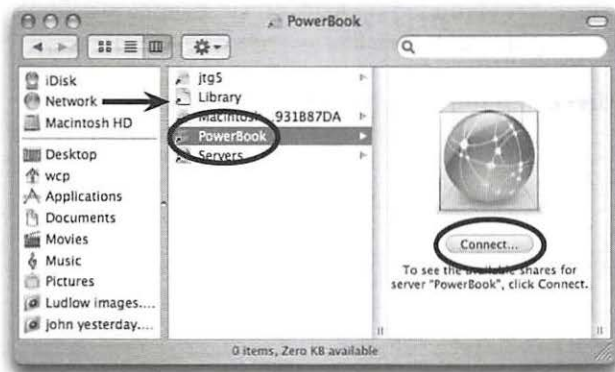 PowerBook
iDisk
Network
Macintosh HD
Desktop
wcp
Applications
Documents
Movies
Music
Pictures
Ludlow images....
john yesterday....
jtg5
Library
Macintosh...931B87DA
PowerBook
Servers
Connect...
To see the available shares for
server "PowerBook", click Connect.
0 items, Zero KB available